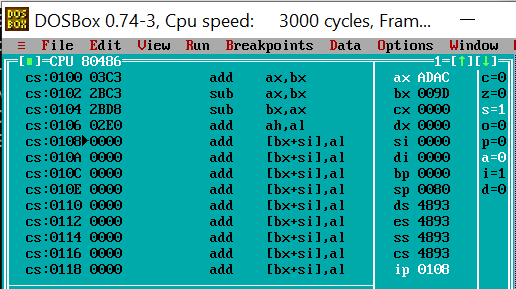 DOSBox 0.74-3, Cpu speed: 3000 cycles, Fram...
≡ File Edit View Run Breakpoints Data Options Window
[■]=CPU 80486 1=[↑][↓]
cs:0100 03C3 add ax,bx ax ADAC c=0
cs:0102 2BC3 sub ax,bx bx 009D z=0
cs:0104 2BD8 sub bx,ax cx 0000 s=1
cs:0106 02E0 add ah,al dx 0000 o=0
cs:0108►0000 add [bx+si],al si 0000 p=0
cs:010A 0000 add [bx+si],al di 0000 a=0
cs:010C 0000 add [bx+si],al bp 0000 i=1
cs:010E 0000 add [bx+si],al sp 0080 d=0
cs:0110 0000 add [bx+si],al ds 4893
cs:0112 0000 add [bx+si],al es 4893
cs:0114 0000 add [bx+si],al ss 4893
cs:0116 0000 add [bx+si],al cs 4893
cs:0118 0000 add [bx+si],al ip 0108